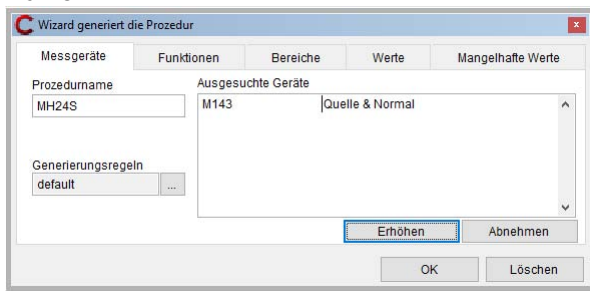 Wizard generiert die Prozedur
Messgeräte Funktionen Bereiche Werte Mangelhafte Werte
Prozedurname Ausgesuchte Geräte
MH24S M143 Quelle & Normal
Generierungsregeln
default ...
Erhöhen Abnehmen
OK Löschen